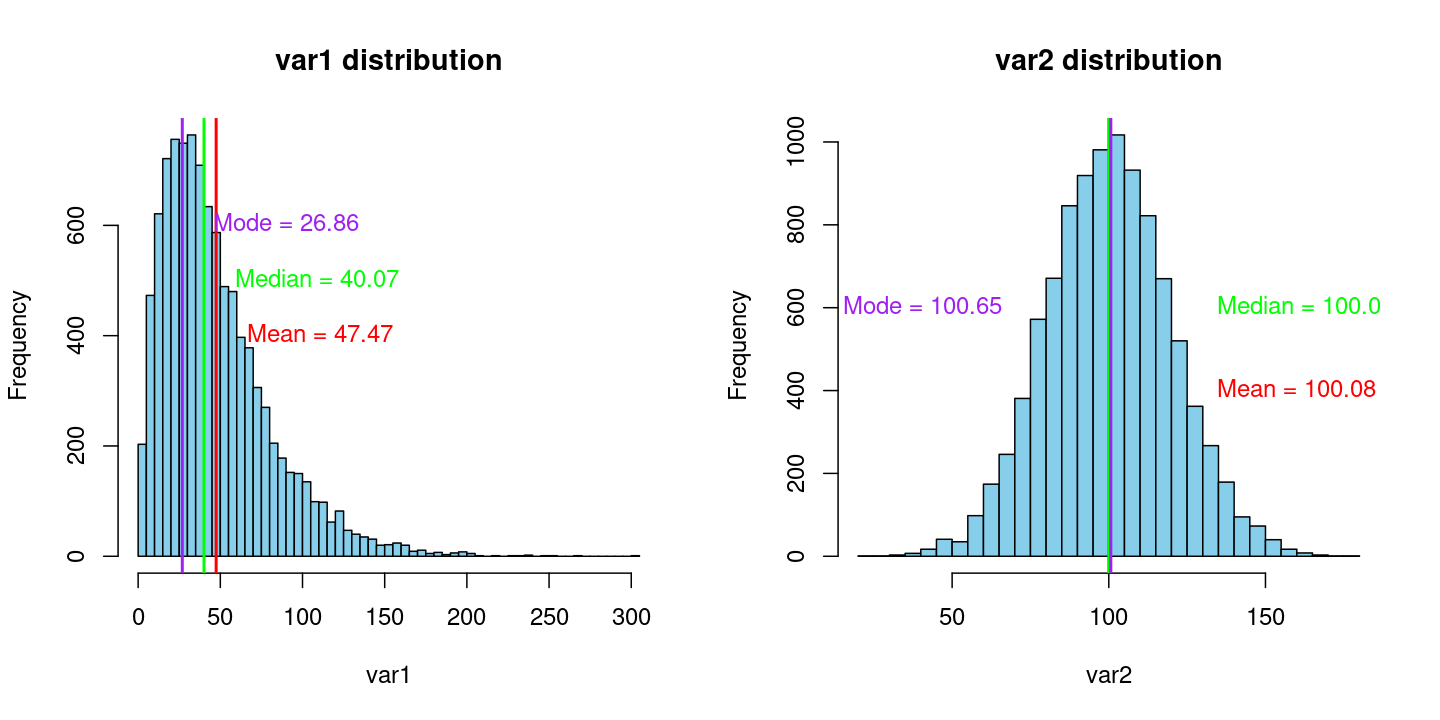 var1 distribution
Frequency
0
200
400
600
Mode = 26.86
Median = 40.07
Mean = 47.47
0
50
100
150
200
250
300
var1
var2 distribution
Frequency
0
200
400
600
800
1000
Mode = 100.65
Median = 100.0
Mean = 100.08
50
100
150
var2